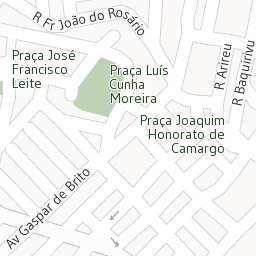 R Fr João do Rosário
Praça José
Francisco
Leite
Praça Luís
Cunha
Moreira
R Arireu
R Baquirivu
Praça Joaquim
Honorato de
Camargo
Av Gaspar de Brito